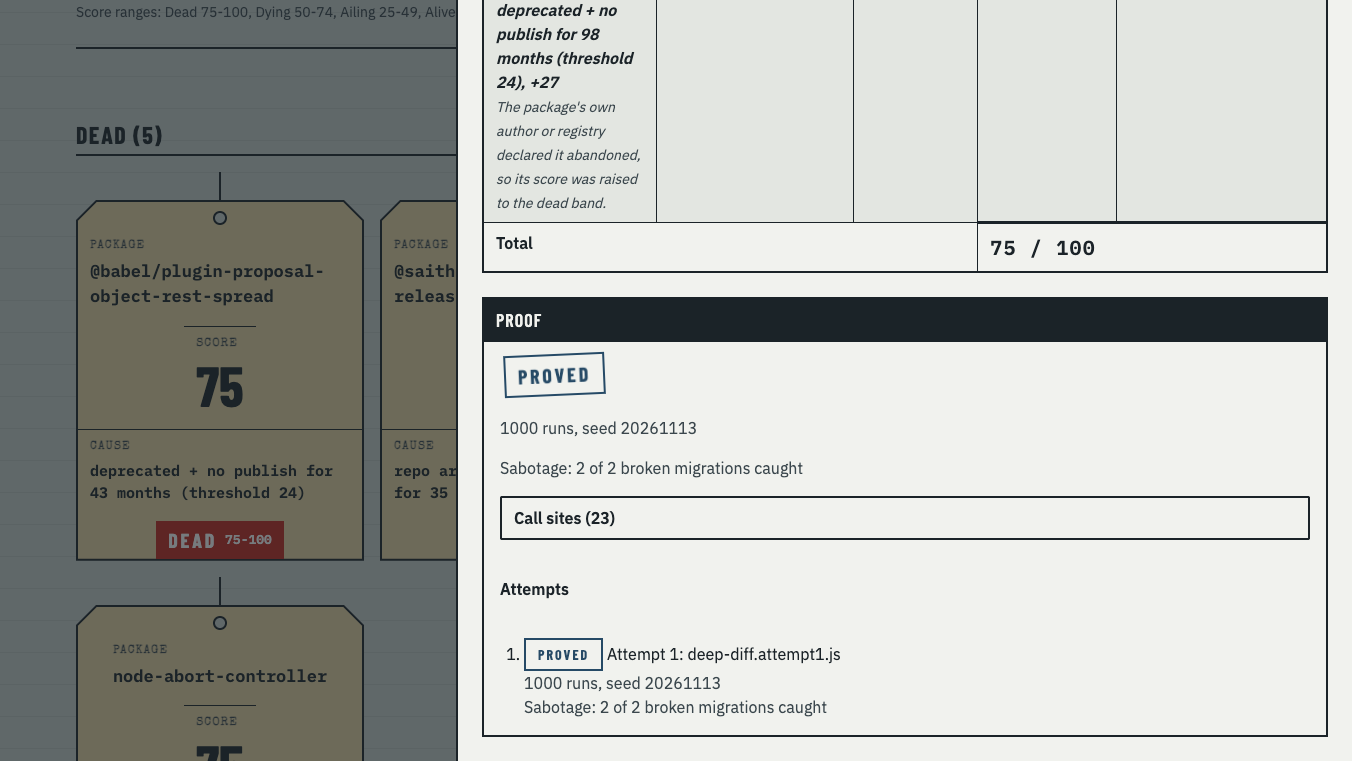 Score ranges: Dead 75-100, Dying 50-74, Ailing 25-49, Alive
DEAD (5)
PACKAGE
@babel/plugin-proposal-
object-rest-spread
SCORE
75
CAUSE
deprecated + no publish for
43 months (threshold 24)
DEAD 75-100
PACKAGE
@saith
releas
CAUSE
repo ar
for 35
PACKAGE
node-abort-controller
SCORE
75
deprecated + no
publish for 98
months (threshold
24), +27
The package's own
author or registry
declared it abandoned,
so its score was raised
to the dead band.
Total
75 / 100
PROOF
PROVED
1000 runs, seed 20261113
Sabotage: 2 of 2 broken migrations caught
Call sites (23)
Attempts
1. PROVED Attempt 1: deep-diff.attempt1.js
1000 runs, seed 20261113
Sabotage: 2 of 2 broken migrations caught